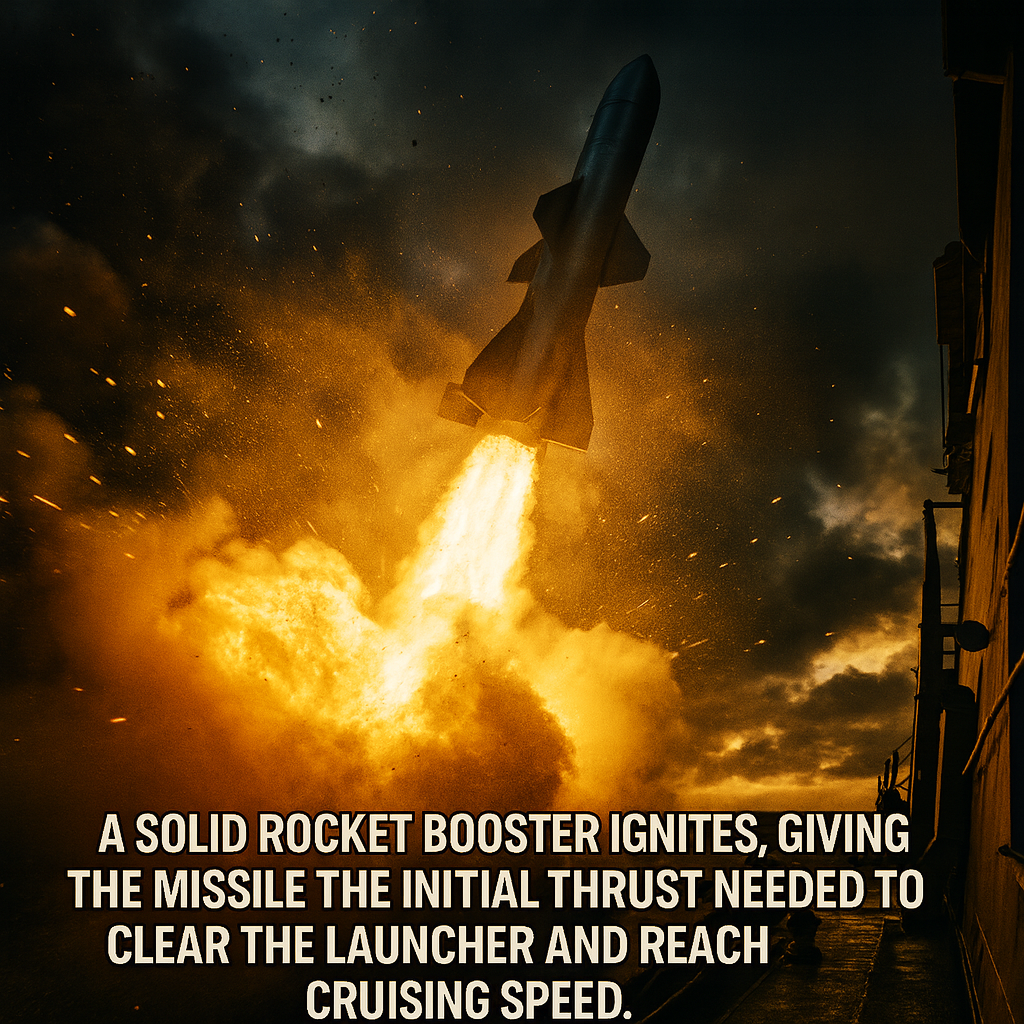 A SOLID ROCKET BOOSTER IGNITES, GIVING
THE MISSILE THE INITIAL THRUST NEEDED TO
CLEAR THE LAUNCHER AND REACH
CRUISING SPEED.